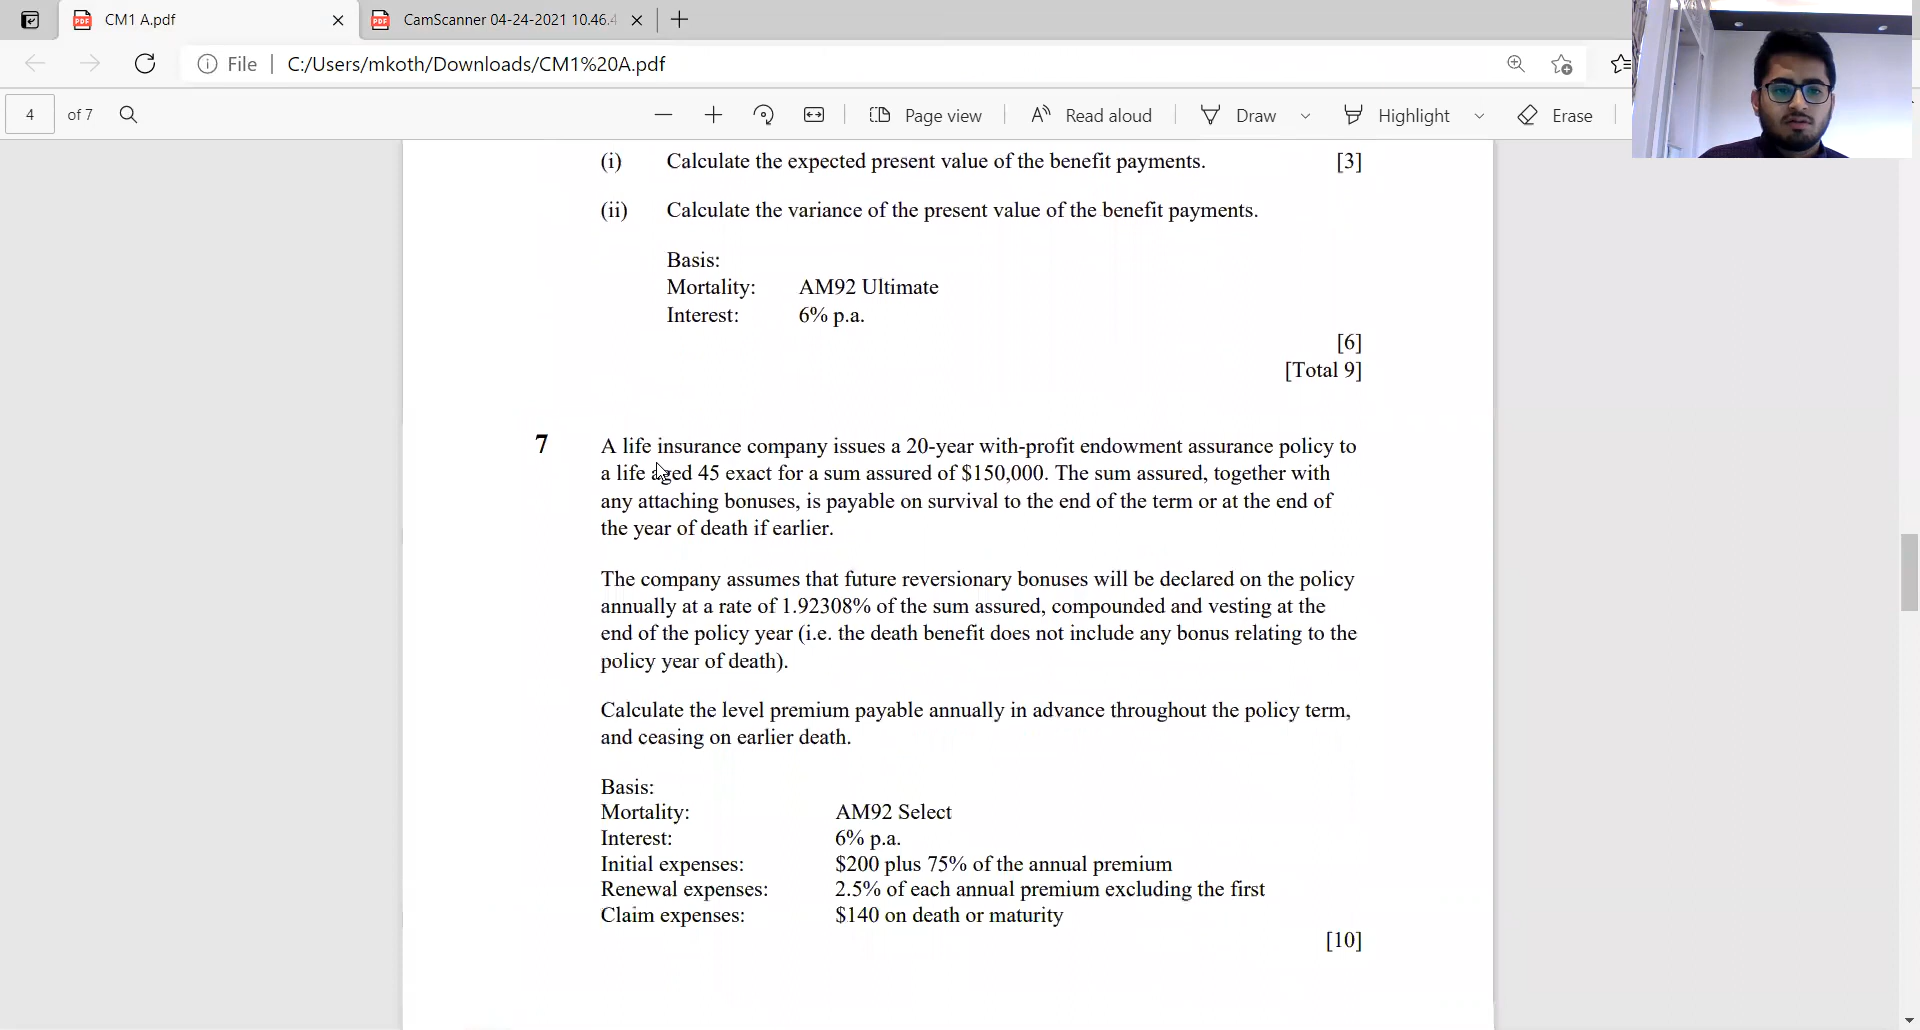 CM1 A.pdf
CamScanner 04-24-2021 10.46.4
File
C:/Users/mkoth/Downloads/CM1%20A.pdf
4 of 7
Page view
Read aloud
Draw
Highlight
Erase
(i) Calculate the expected present value of the benefit payments. [3]
(ii) Calculate the variance of the present value of the benefit payments.
Basis:
Mortality: AM92 Ultimate
Interest: 6% p.a.
[6]
[Total 9]
7 A life insurance company issues a 20-year with-profit endowment assurance policy to
a life aged 45 exact for a sum assured of $150,000. The sum assured, together with
any attaching bonuses, is payable on survival to the end of the term or at the end of
the year of death if earlier.
The company assumes that future reversionary bonuses will be declared on the policy
annually at a rate of 1.92308% of the sum assured, compounded and vesting at the
end of the policy year (i.e. the death benefit does not include any bonus relating to the
policy year of death).
Calculate the level premium payable annually in advance throughout the policy term,
and ceasing on earlier death.
Basis:
Mortality: AM92 Select
Interest: 6% p.a.
Initial expenses: $200 plus 75% of the annual premium
Renewal expenses: 2.5% of each annual premium excluding the first
Claim expenses: $140 on death or maturity
[10]